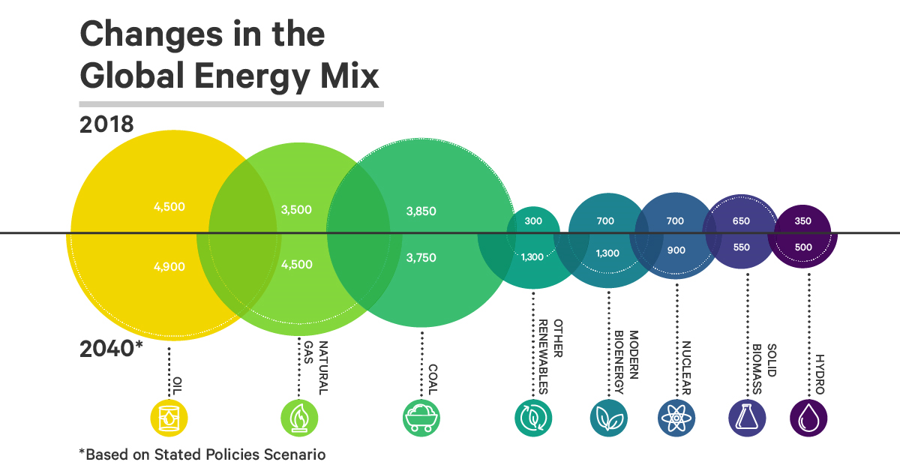 Changes in the
Global Energy Mix
2018
4,500
3,500
3,850
300
700
700
650
350
4,900
4,500
3,750
1,300
1,300
900
550
500
2040*
OIL
NATURAL
GAS
COAL
OTHER
RENEWABLES
MODERN
BIOENERGY
NUCLEAR
SOLID
BIOMASS
HYDRO
*Based on Stated Policies Scenario